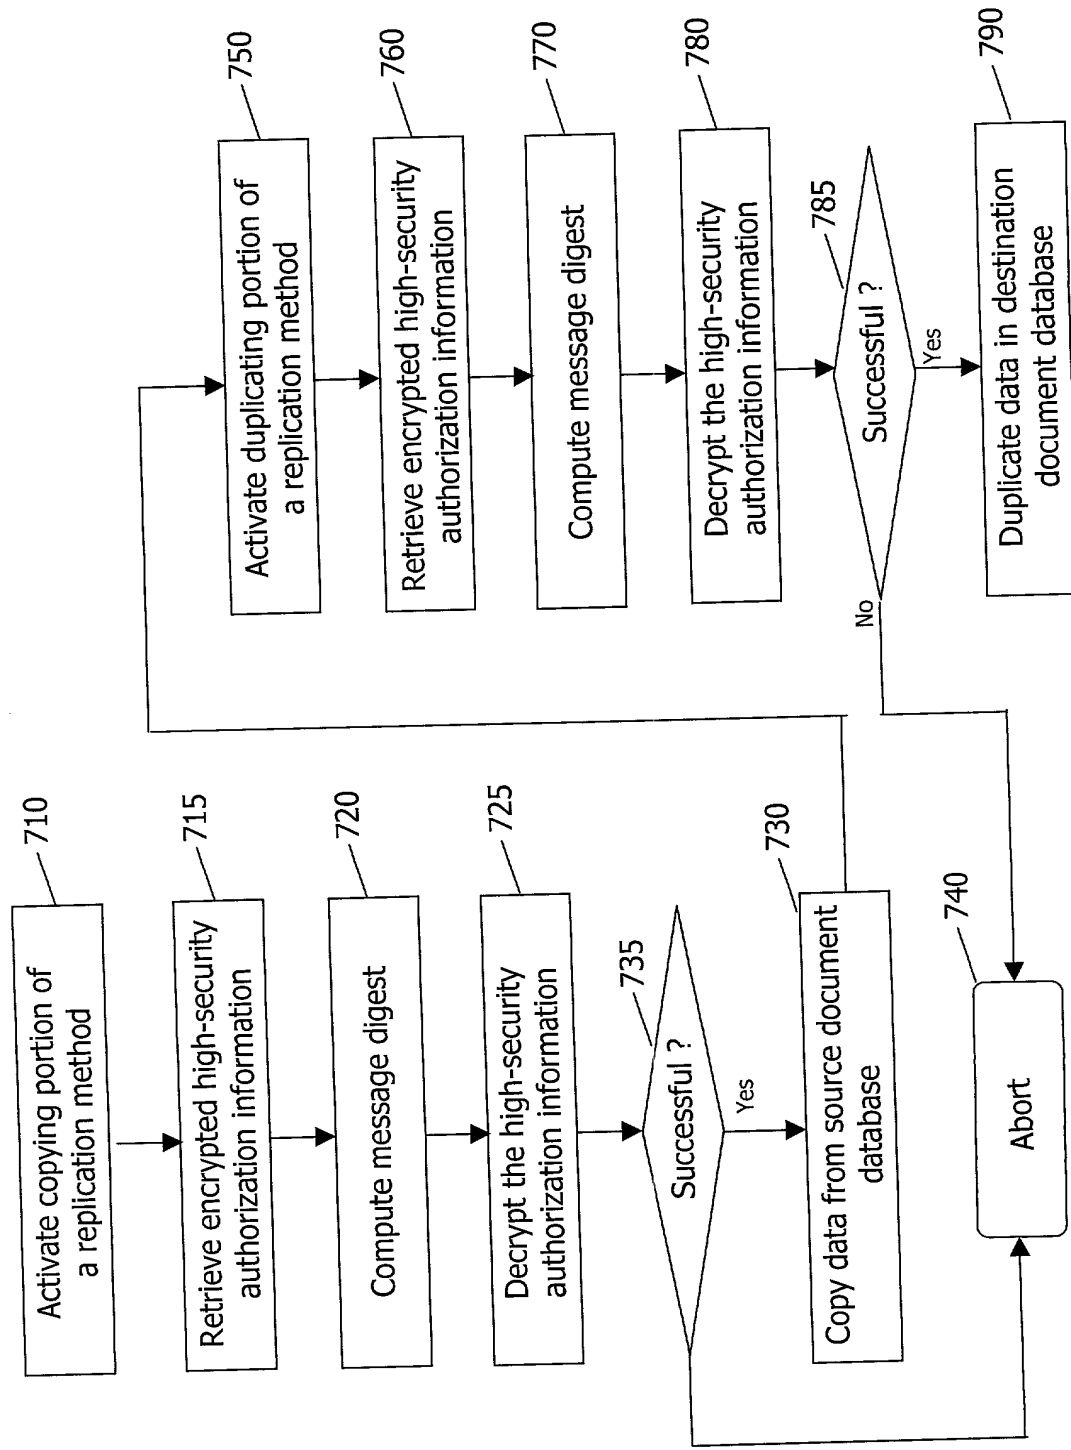 710
Activate copying portion of
a replication method
715
Retrieve encrypted high-security
authorization information
720
Compute message digest
725
Decrypt the high-security
authorization information
735
Successful ?
Yes
730
Copy data from source document
database
740
Abort
750
Activate duplicating portion of
a replication method
760
Retrieve encrypted high-security
authorization information
770
Compute message digest
780
Decrypt the high-security
authorization information
785
Successful ?
No
Yes
790
Duplicate data in destination
document database